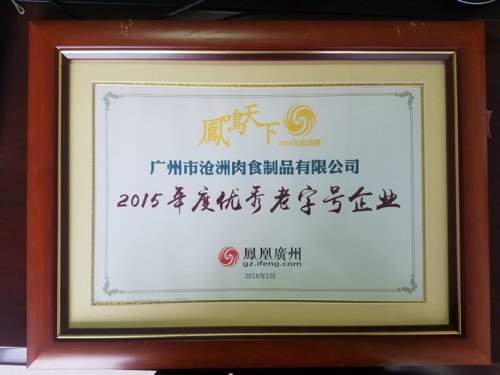 鳳鳴天下
2015年度盛典
广州市沧洲肉食制品有限公司
2015年度优秀老字号企业
鳳凰廣州
gz.ifeng.com
2016年1月